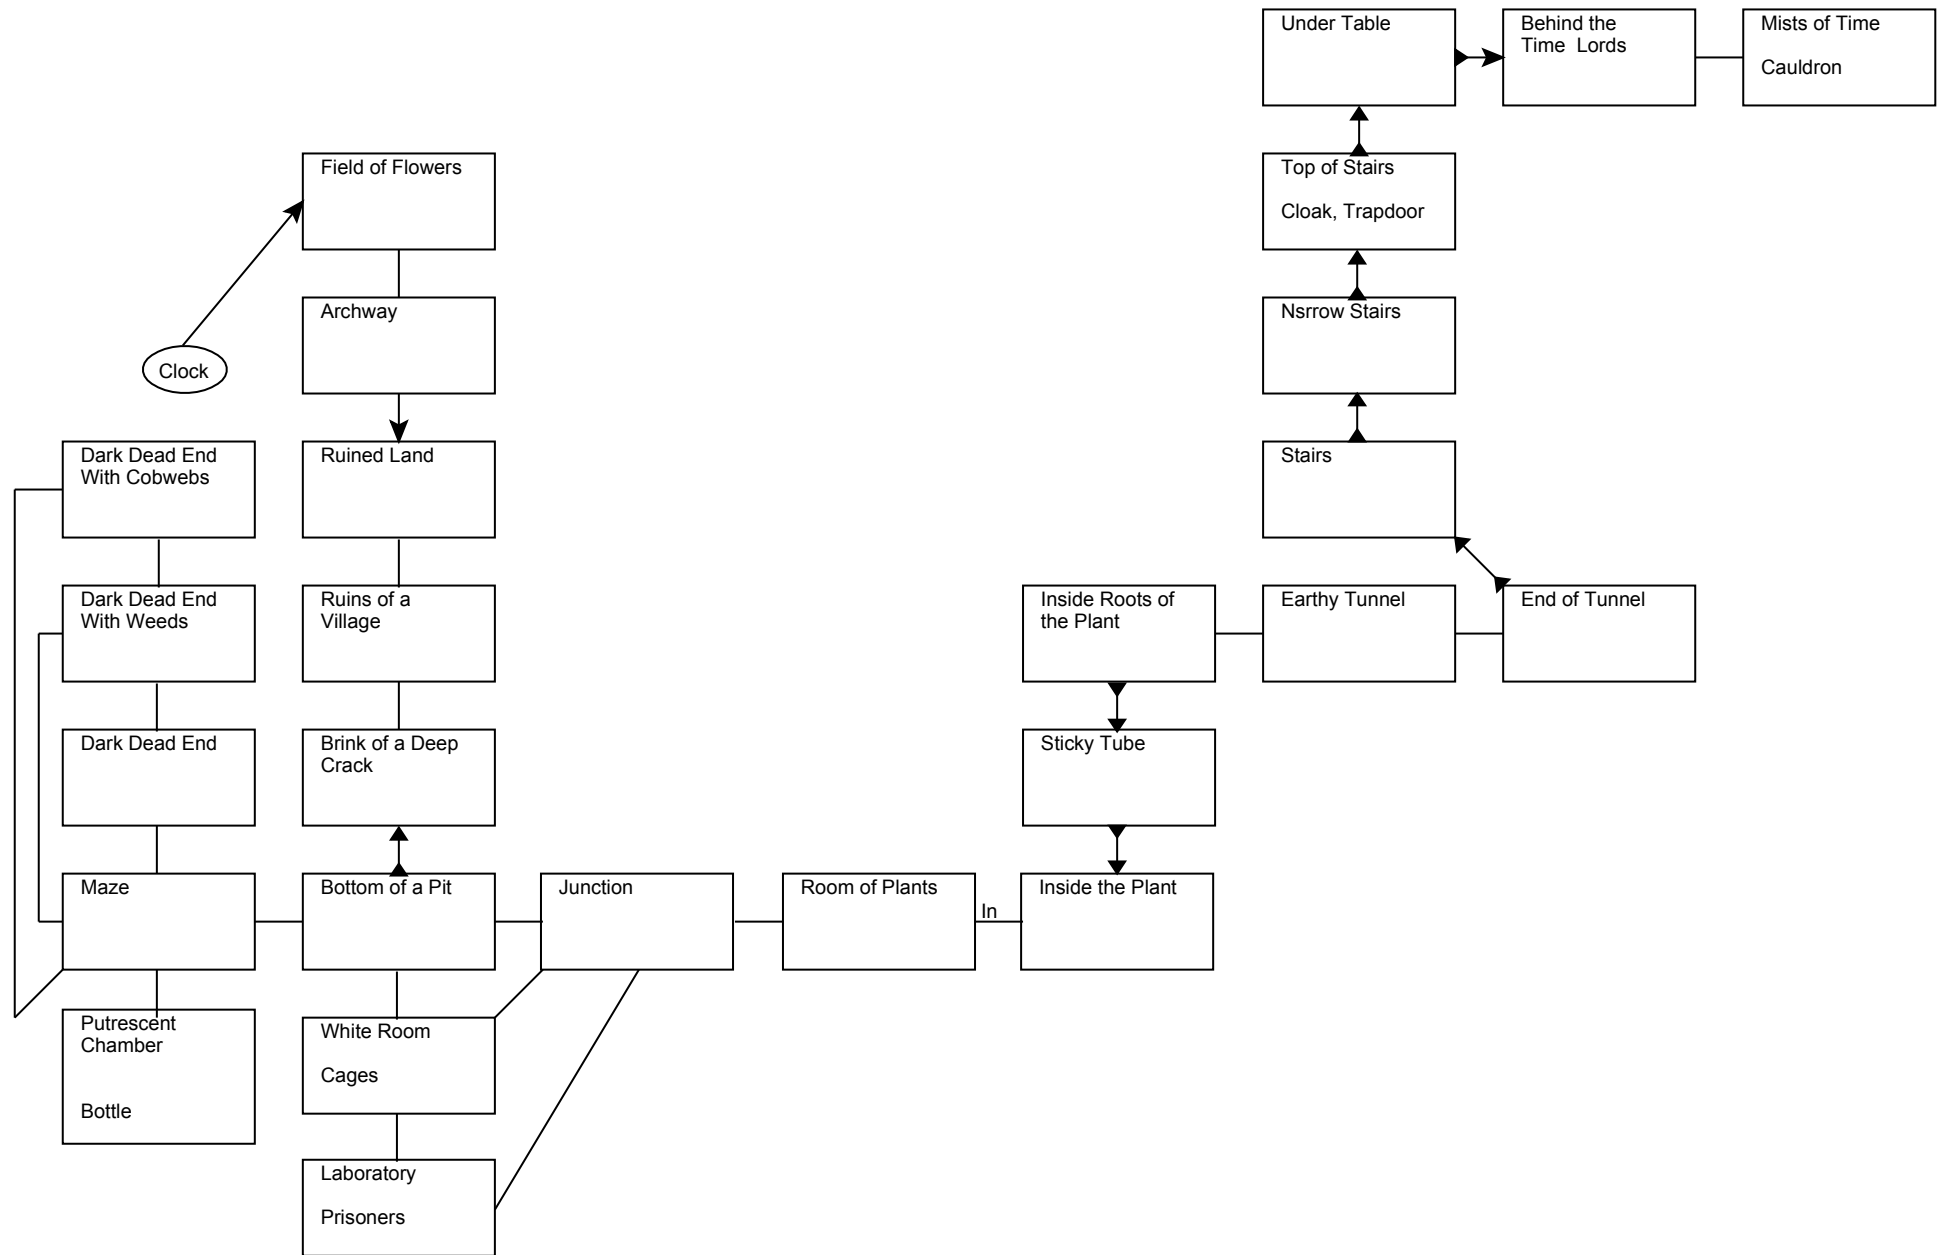 Under Table
Behind the
Time Lords
Mists of Time
Cauldron
Field of Flowers
Top of Stairs
Cloak, Trapdoor
Archway
Nsrrow Stairs
Clock
Dark Dead End
With Cobwebs
Ruined Land
Stairs
Dark Dead End
With Weeds
Ruins of a
Village
Inside Roots of
the Plant
Earthy Tunnel
End of Tunnel
Dark Dead End
Brink of a Deep
Crack
Sticky Tube
Maze
Bottom of a Pit
Junction
Room of Plants
In
Inside the Plant
Putrescent
Chamber
Bottle
White Room
Cages
Laboratory
Prisoners